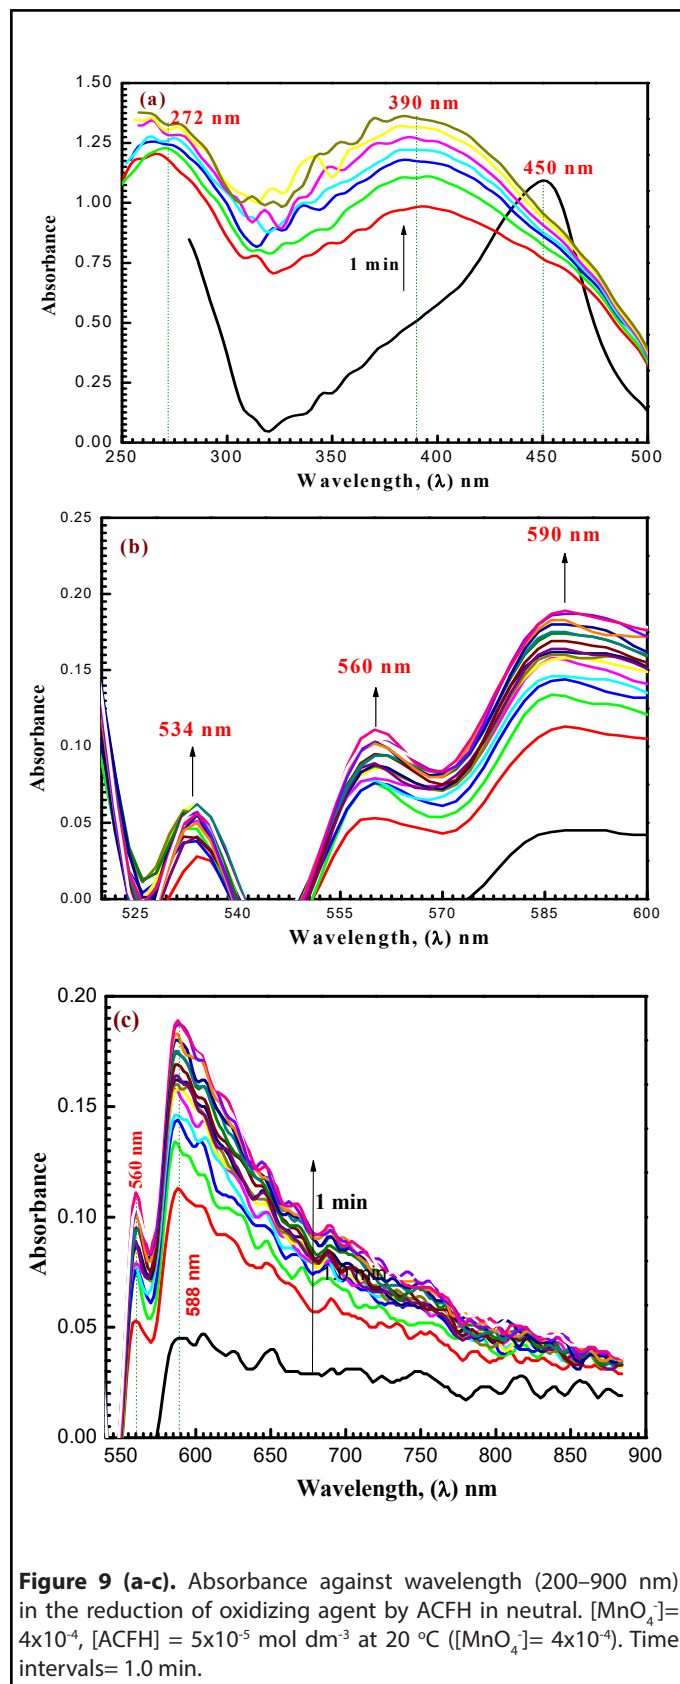 1.50
(a)
272 nm
390 nm
1.25
450 nm
1.00
Absorbance
0.75
1 min
0.50
0.25
0.00
250 300 350 400 450 500
Wavelength, (λ) nm
0.25
(b)
590 nm
0.20
560 nm
0.15
Absorbance
534 nm
0.10
0.05
0.00
525 540 555 570 585 600
Wavelength, (λ) nm
0.20
(c)
0.15
560 nm
Absorbance
1 min
0.10
588 nm
1.0 min
0.05
0.00
550 600 650 700 750 800 850 900
Wavelength, (λ) nm
Figure 9 (a-c). Absorbance against wavelength (200–900 nm)
in the reduction of oxidizing agent by ACFH in neutral. [MnO₄⁻]=
4x10⁻⁴, [ACFH] = 5x10⁻⁵ mol dm⁻³ at 20 °C ([MnO₄⁻]= 4x10⁻⁴). Time
intervals= 1.0 min.